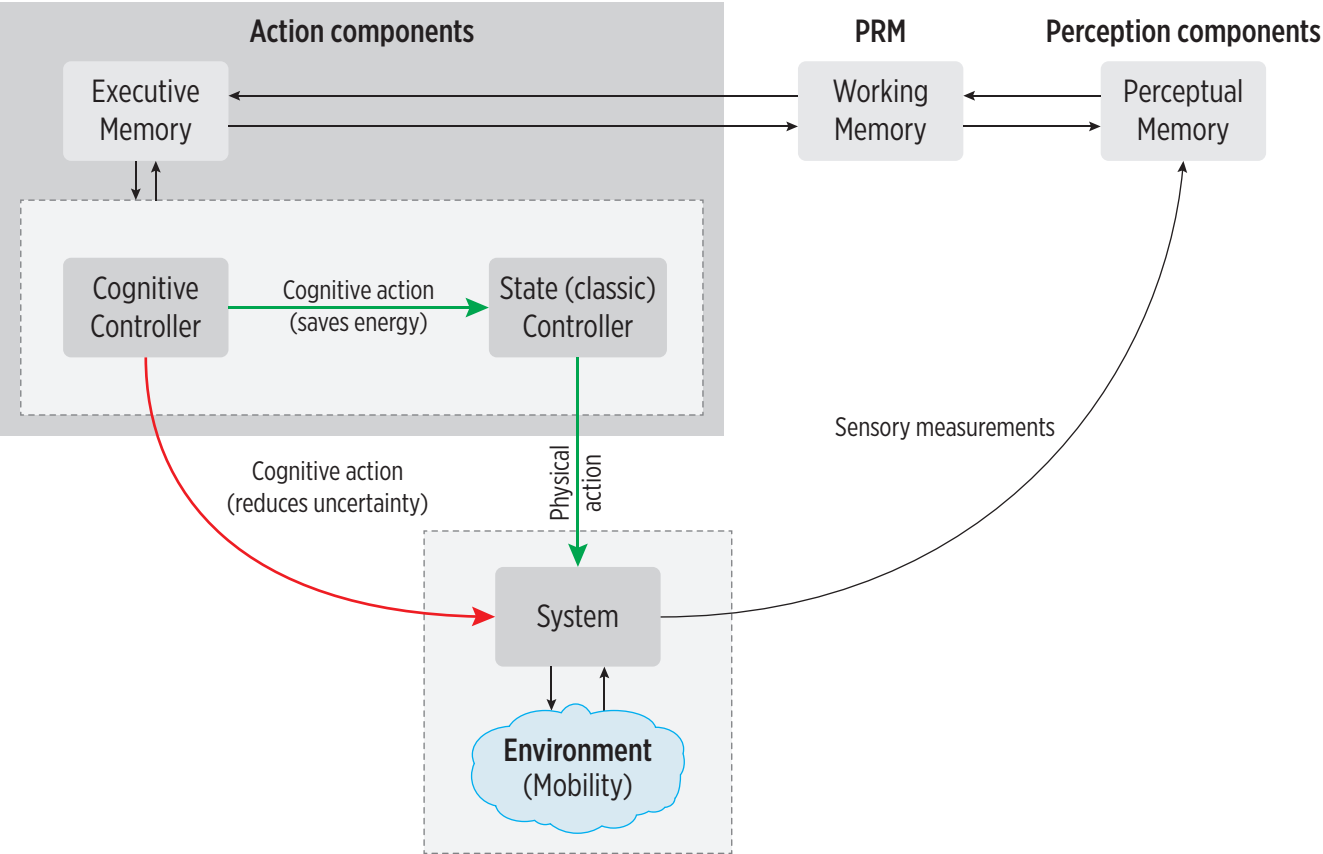 Action components
PRM
Perception components
Executive
Memory
Working
Memory
Perceptual
Memory
Cognitive
Controller
Cognitive action
(saves energy)
State (classic)
Controller
Sensory measurements
Cognitive action
(reduces uncertainty)
Physical
action
System
Environment
(Mobility)